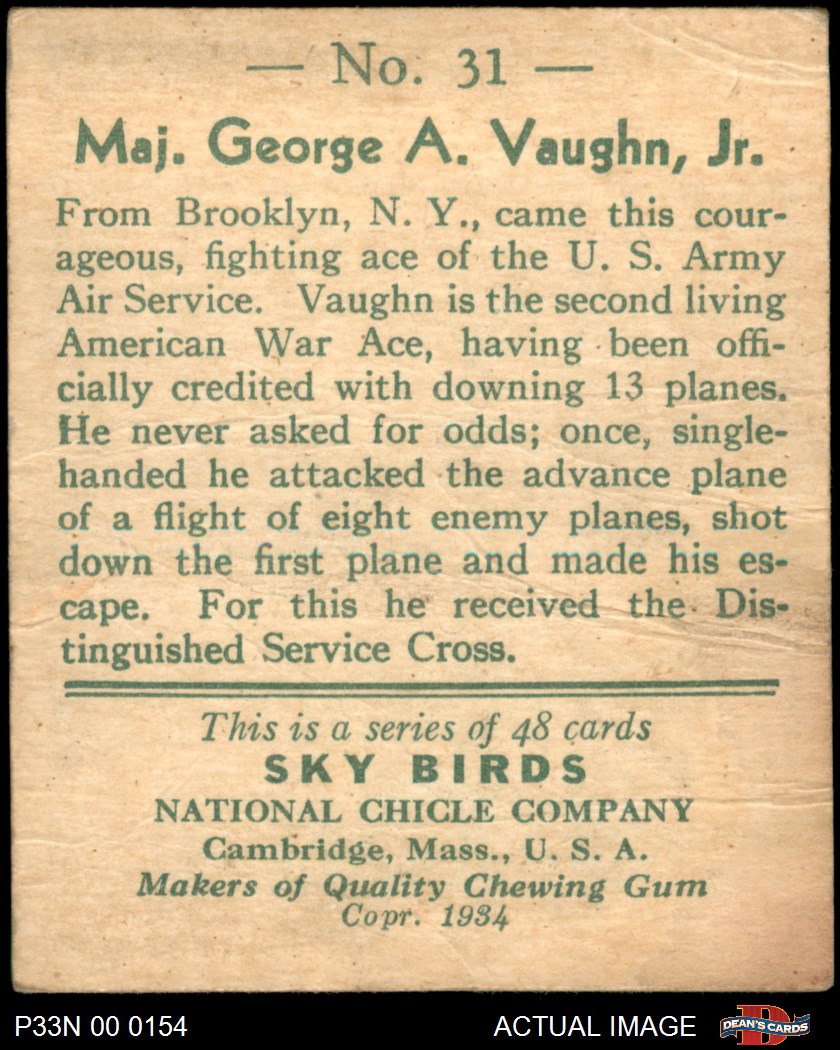 — No. 31 —
Maj. George A. Vaughn, Jr.
From Brooklyn, N. Y., came this cour-
ageous, fighting ace of the U. S. Army
Air Service. Vaughn is the second living
American War Ace, having been offi-
cially credited with downing 13 planes.
He never asked for odds; once, single-
handed he attacked the advance plane
of a flight of eight enemy planes, shot
down the first plane and made his es-
cape. For this he received the Dis-
tinguished Service Cross.
This is a series of 48 cards
SKY BIRDS
NATIONAL CHICLE COMPANY
Cambridge, Mass., U. S. A.
Makers of Quality Chewing Gum
Copr. 1934
P33N 00 0154
ACTUAL IMAGE
DEAN'S CARDS